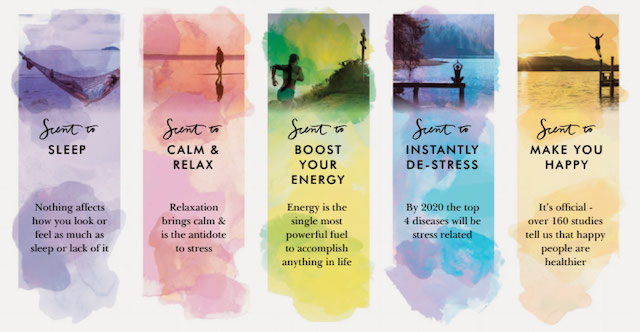 Scent to
SLEEP
Nothing affects
how you look or
feel as much as
sleep or lack of it
Scent to
CALM &
RELAX
Relaxation
brings calm &
is the antidote
to stress
Scent to
BOOST
YOUR
ENERGY
Energy is the
single most
powerful fuel
to accomplish
anything in life
Scent to
INSTANTLY
DE-STRESS
By 2020 the top
4 diseases will be
stress related
Scent to
MAKE YOU
HAPPY
It's official -
over 160 studies
tell us that happy
people are
healthier